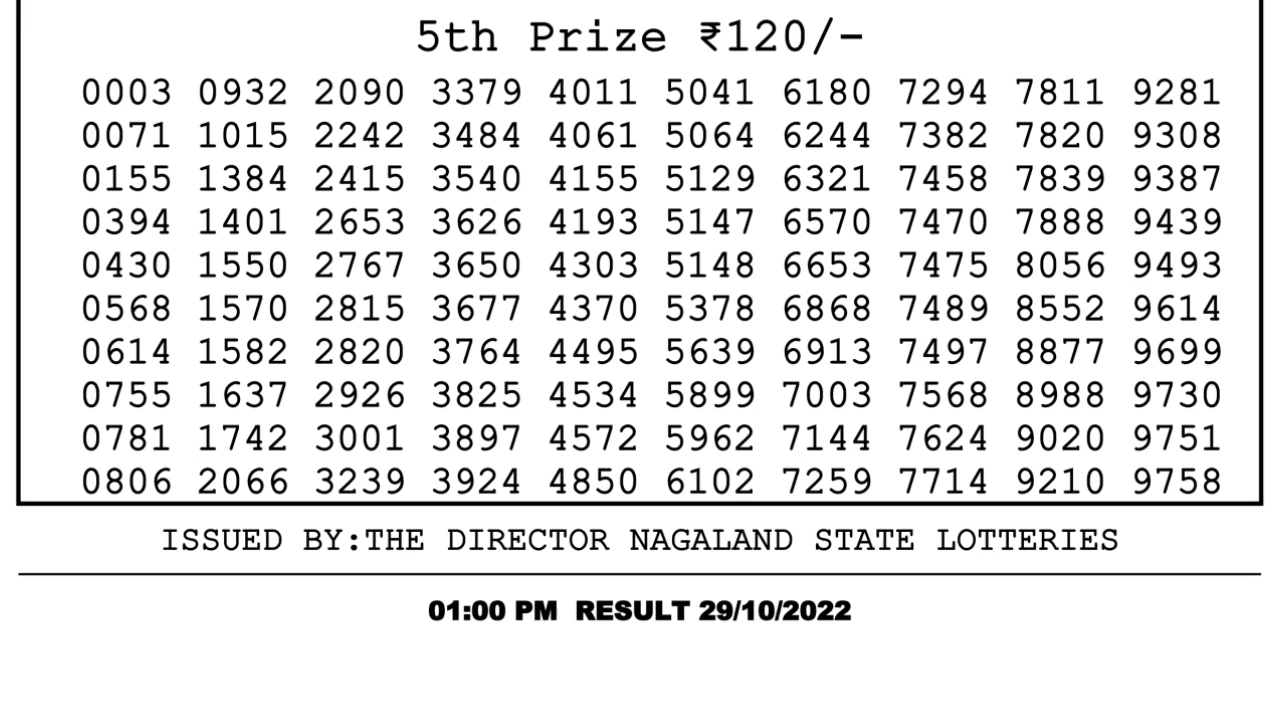 5th Prize ₹120/-
0003 0932 2090 3379 4011 5041 6180 7294 7811 9281
0071 1015 2242 3484 4061 5064 6244 7382 7820 9308
0155 1384 2415 3540 4155 5129 6321 7458 7839 9387
0394 1401 2653 3626 4193 5147 6570 7470 7888 9439
0430 1550 2767 3650 4303 5148 6653 7475 8056 9493
0568 1570 2815 3677 4370 5378 6868 7489 8552 9614
0614 1582 2820 3764 4495 5639 6913 7497 8877 9699
0755 1637 2926 3825 4534 5899 7003 7568 8988 9730
0781 1742 3001 3897 4572 5962 7144 7624 9020 9751
0806 2066 3239 3924 4850 6102 7259 7714 9210 9758
ISSUED BY:THE DIRECTOR NAGALAND STATE LOTTERIES
01:00 PM RESULT 29/10/2022